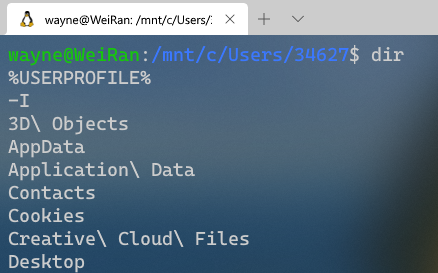 wayne@WeiRan: /mnt/c/Users/
wayne@WeiRan:/mnt/c/Users/34627$ dir
%USERPROFILE%
-I
3D\ Objects
AppData
Application\ Data
Contacts
Cookies
Creative\ Cloud\ Files
Desktop